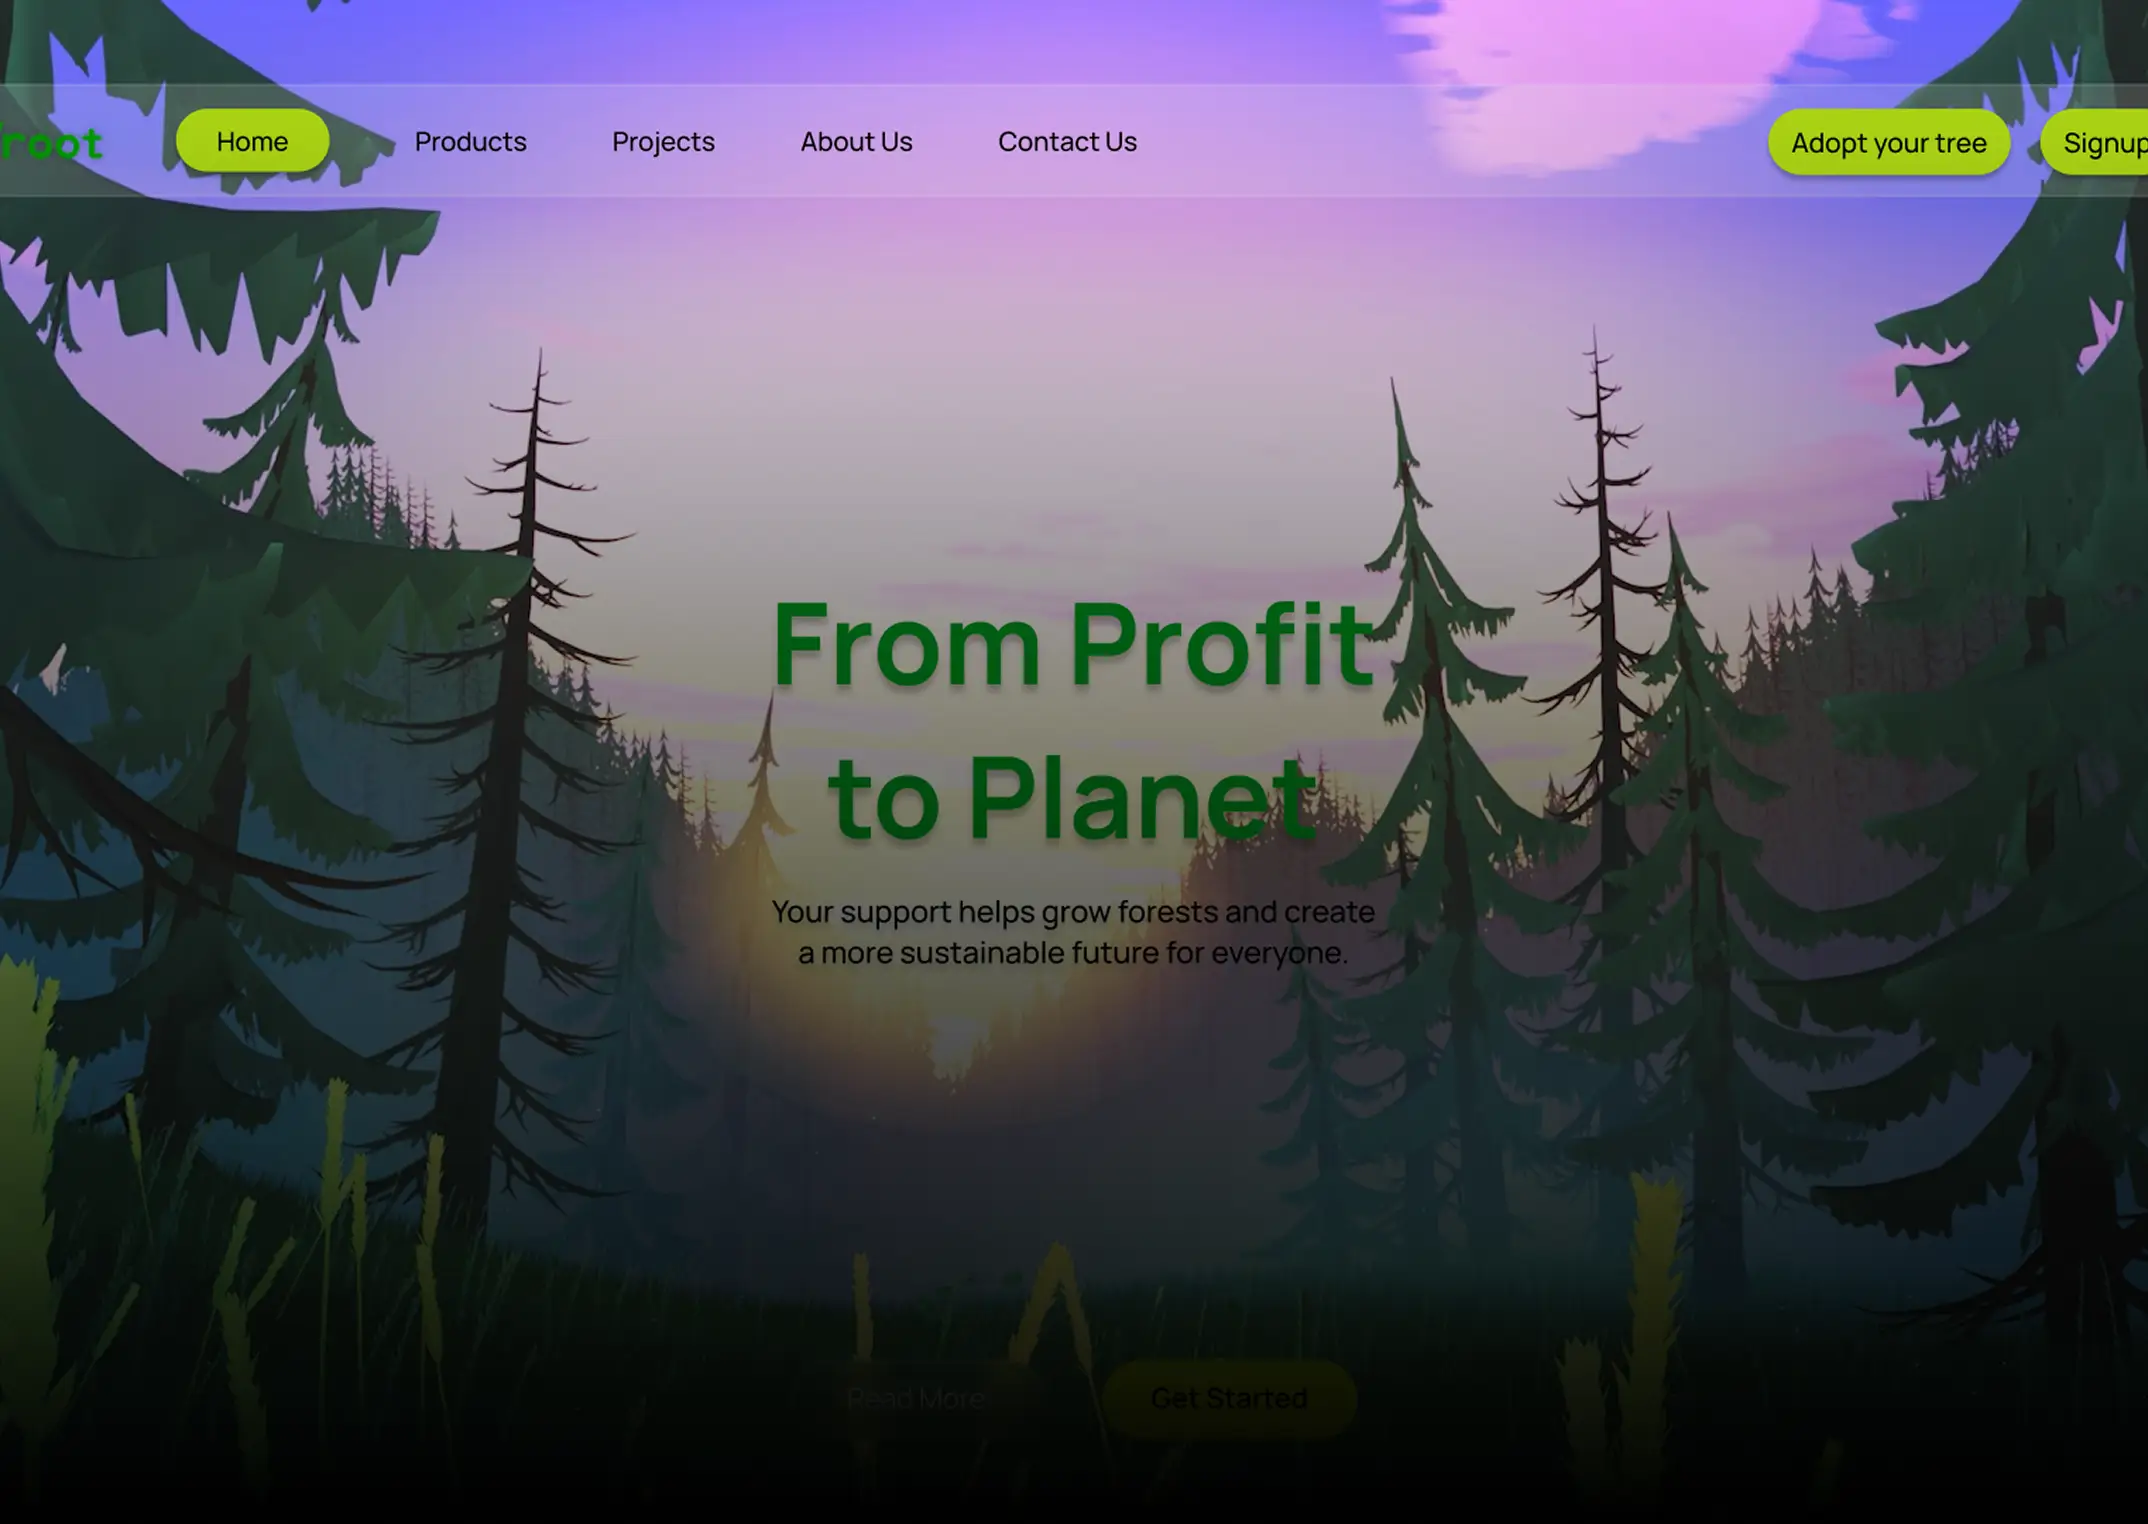 froot
Home
Products
Projects
About Us
Contact Us
Adopt your tree
Signup
From Profit
to Planet
Your support helps grow forests and create
a more sustainable future for everyone.
Read More
Get Started